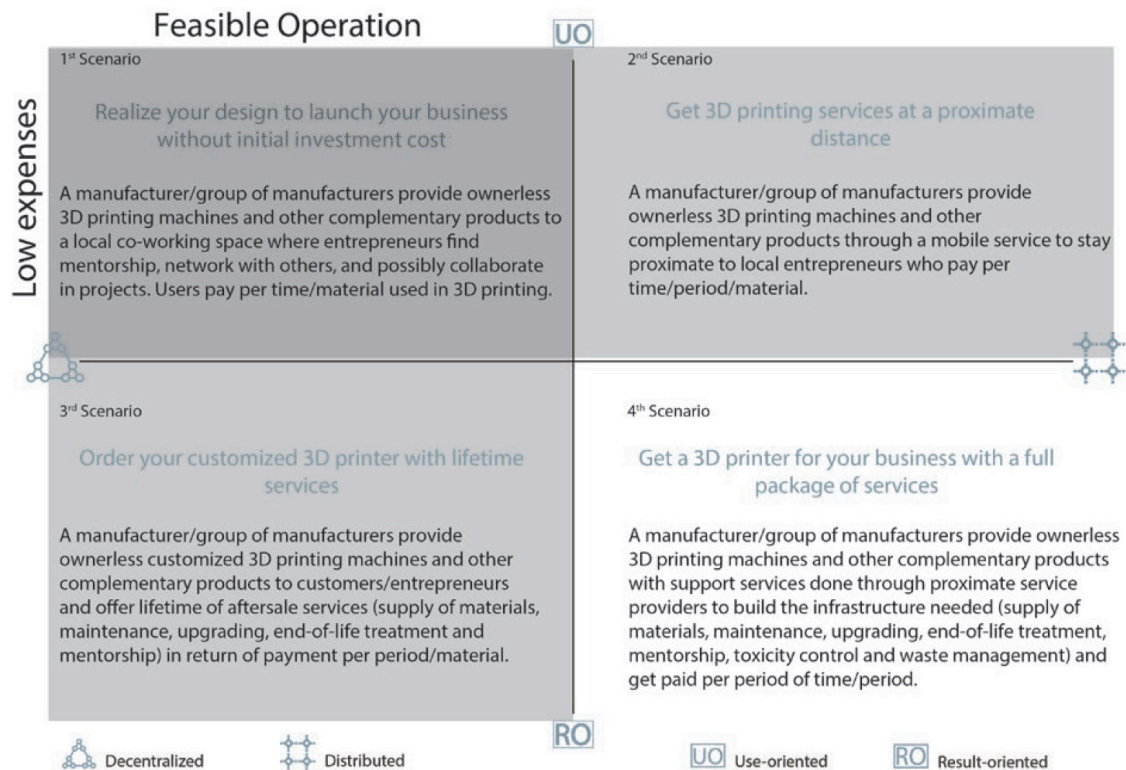 Feasible Operation
UO
Low expenses
1st Scenario
Realize your design to launch your business
without initial investment cost
A manufacturer/group of manufacturers provide ownerless
3D printing machines and other complementary products to
a local co-working space where entrepreneurs find
mentorship, network with others, and possibly collaborate
in projects. Users pay per time/material used in 3D printing.
2nd Scenario
Get 3D printing services at a proximate
distance
A manufacturer/group of manufacturers provide
ownerless 3D printing machines and other
complementary products through a mobile service to stay
proximate to local entrepreneurs who pay per
time/period/material.
3rd Scenario
Order your customized 3D printer with lifetime
services
A manufacturer/group of manufacturers provide
ownerless customized 3D printing machines and other
complementary products to customers/entrepreneurs
and offer lifetime of aftersale services (supply of materials,
maintenance, upgrading, end-of-life treatment and
mentorship) in return of payment per period/material.
4th Scenario
Get a 3D printer for your business with a full
package of services
A manufacturer/group of manufacturers provide ownerless
3D printing machines and other complementary products
with support services done through proximate service
providers to build the infrastructure needed (supply of
materials, maintenance, upgrading, end-of-life treatment,
mentorship, toxicity control and waste management) and
get paid per period of time/period.
RO
Decentralized
Distributed
UO Use-oriented
RO Result-oriented